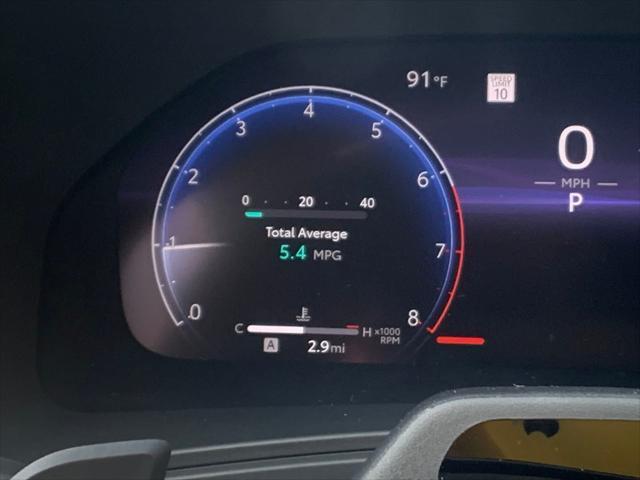 91°F
SPEED
LIMIT
10
4
3
5
2
6
0
MPH
P
0 20 40
Total Average
5.4 MPG
1
7
0
8
C
H
x1000
RPM
A
2.9mi